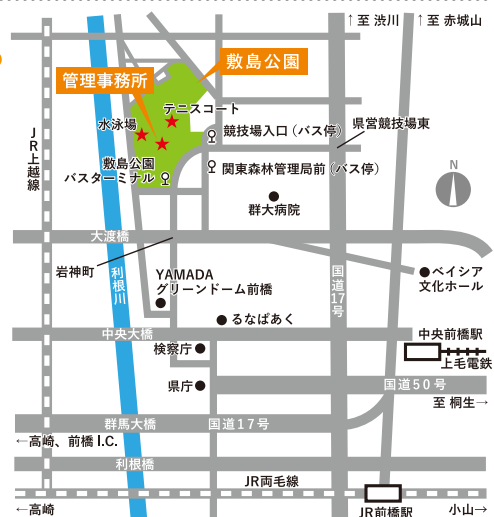 ↑至 渋川
↑至 赤城山
敷島公園
管理事務所
テニスコート
水泳場
競技場入口（バス停）
県営競技場東
JR上越線
敷島公園
バスターミナル
関東森林管理局前（バス停）
N
群大病院
大渡橋
岩神町
利根川
YAMADA
グリーンドーム前橋
国道17号
ベイシア
文化ホール
るなぱあく
中央大橋
中央前橋駅
検察庁
上毛電鉄
県庁
国道50号
至 桐生→
群馬大橋
国道17号
←高崎、前橋 I.C.
利根橋
JR両毛線
←高崎
JR前橋駅
小山→